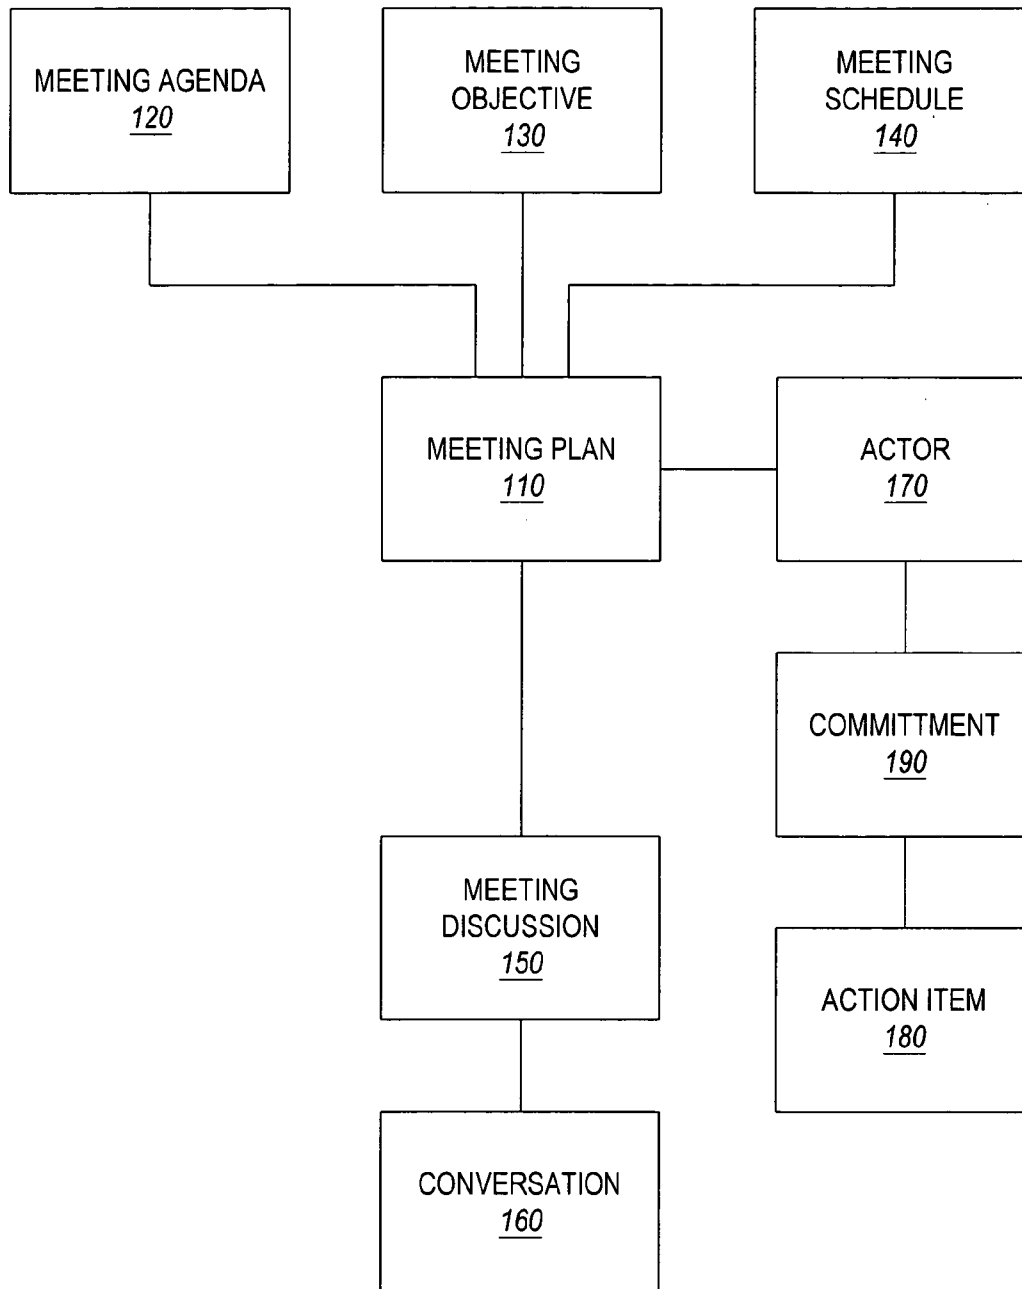 MEETING AGENDA
120
MEETING
OBJECTIVE
130
MEETING
SCHEDULE
140
MEETING PLAN
110
ACTOR
170
COMMITTMENT
190
MEETING
DISCUSSION
150
ACTION ITEM
180
CONVERSATION
160